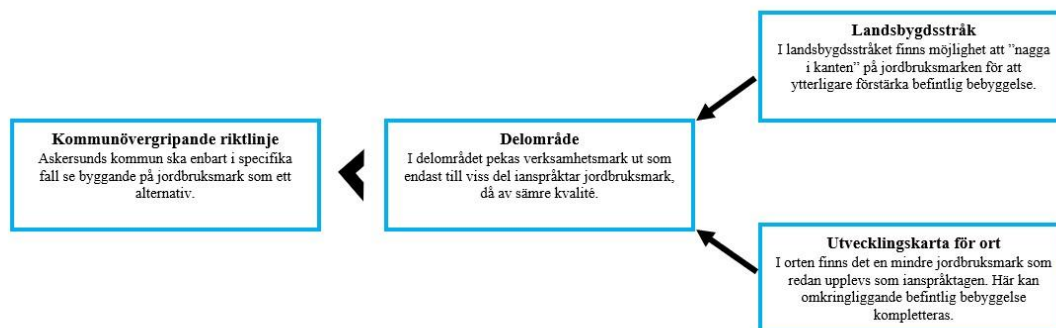 Kommunövergripande riktlinje
Askersunds kommun ska enbart i specifika
fall se byggande på jordbruksmark som ett
alternativ.
Delområde
I delområdet pekas verksamhetsmark ut som
endast till viss del ianspråktar jordbruksmark,
då av sämre kvalité.
Landsbygdsstråk
I landsbygdsstråket finns möjlighet att ”nagga
i kanten” på jordbruksmarken för att
ytterligare förstärka befintlig bebyggelse.
Utvecklingskarta för ort
I orten finns det en mindre jordbruksmark som
redan upplevs som ianspråktagen. Här kan
omkringliggande befintlig bebyggelse
kompletteras.